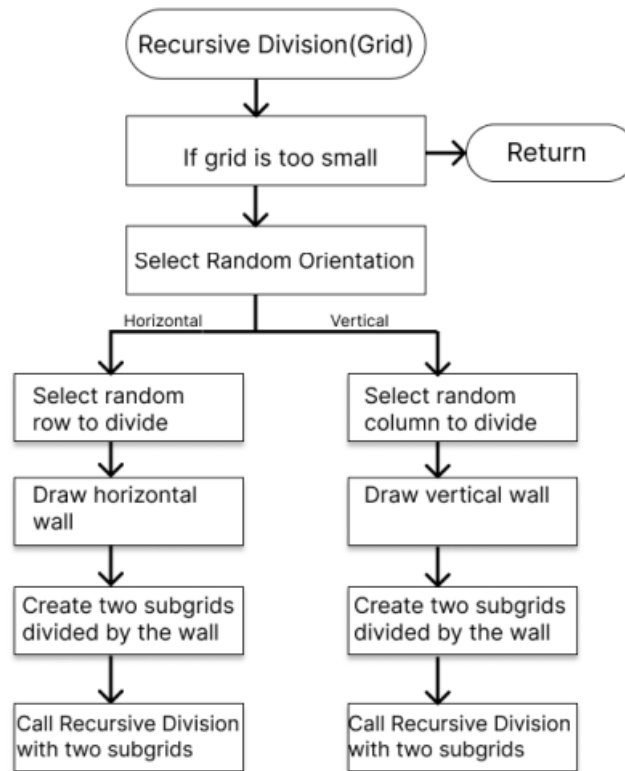 Recursive Division(Grid)
If grid is too small
Return
Select Random Orientation
Horizontal
Vertical
Select random
row to divide
Select random
column to divide
Draw horizontal
wall
Draw vertical wall
Create two subgrids
divided by the wall
Create two subgrids
divided by the wall
Call Recursive Division
with two subgrids
Call Recursive Division
with two subgrids